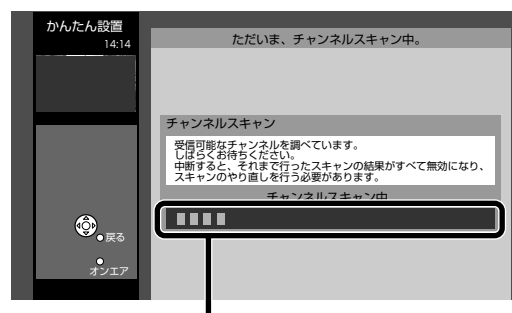 かんたん設置
14:14
ただいま、チャンネルスキャン中。
チャンネルスキャン
受信可能なチャンネルを調べています。
しばらくお待ちください。
中断すると、それまで行ったスキャンの結果がすべて無効になり、
スキャンのやり直しを行う必要があります。
チャンネルスキャン中
戻る
オンエア